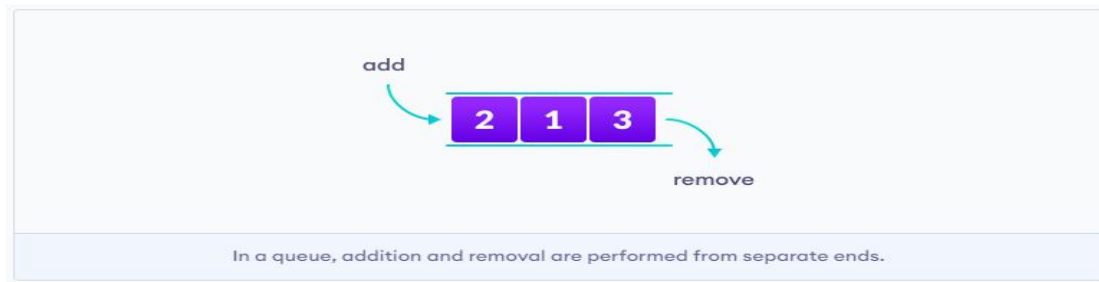 add
2 1 3
remove
In a queue, addition and removal are performed from separate ends.